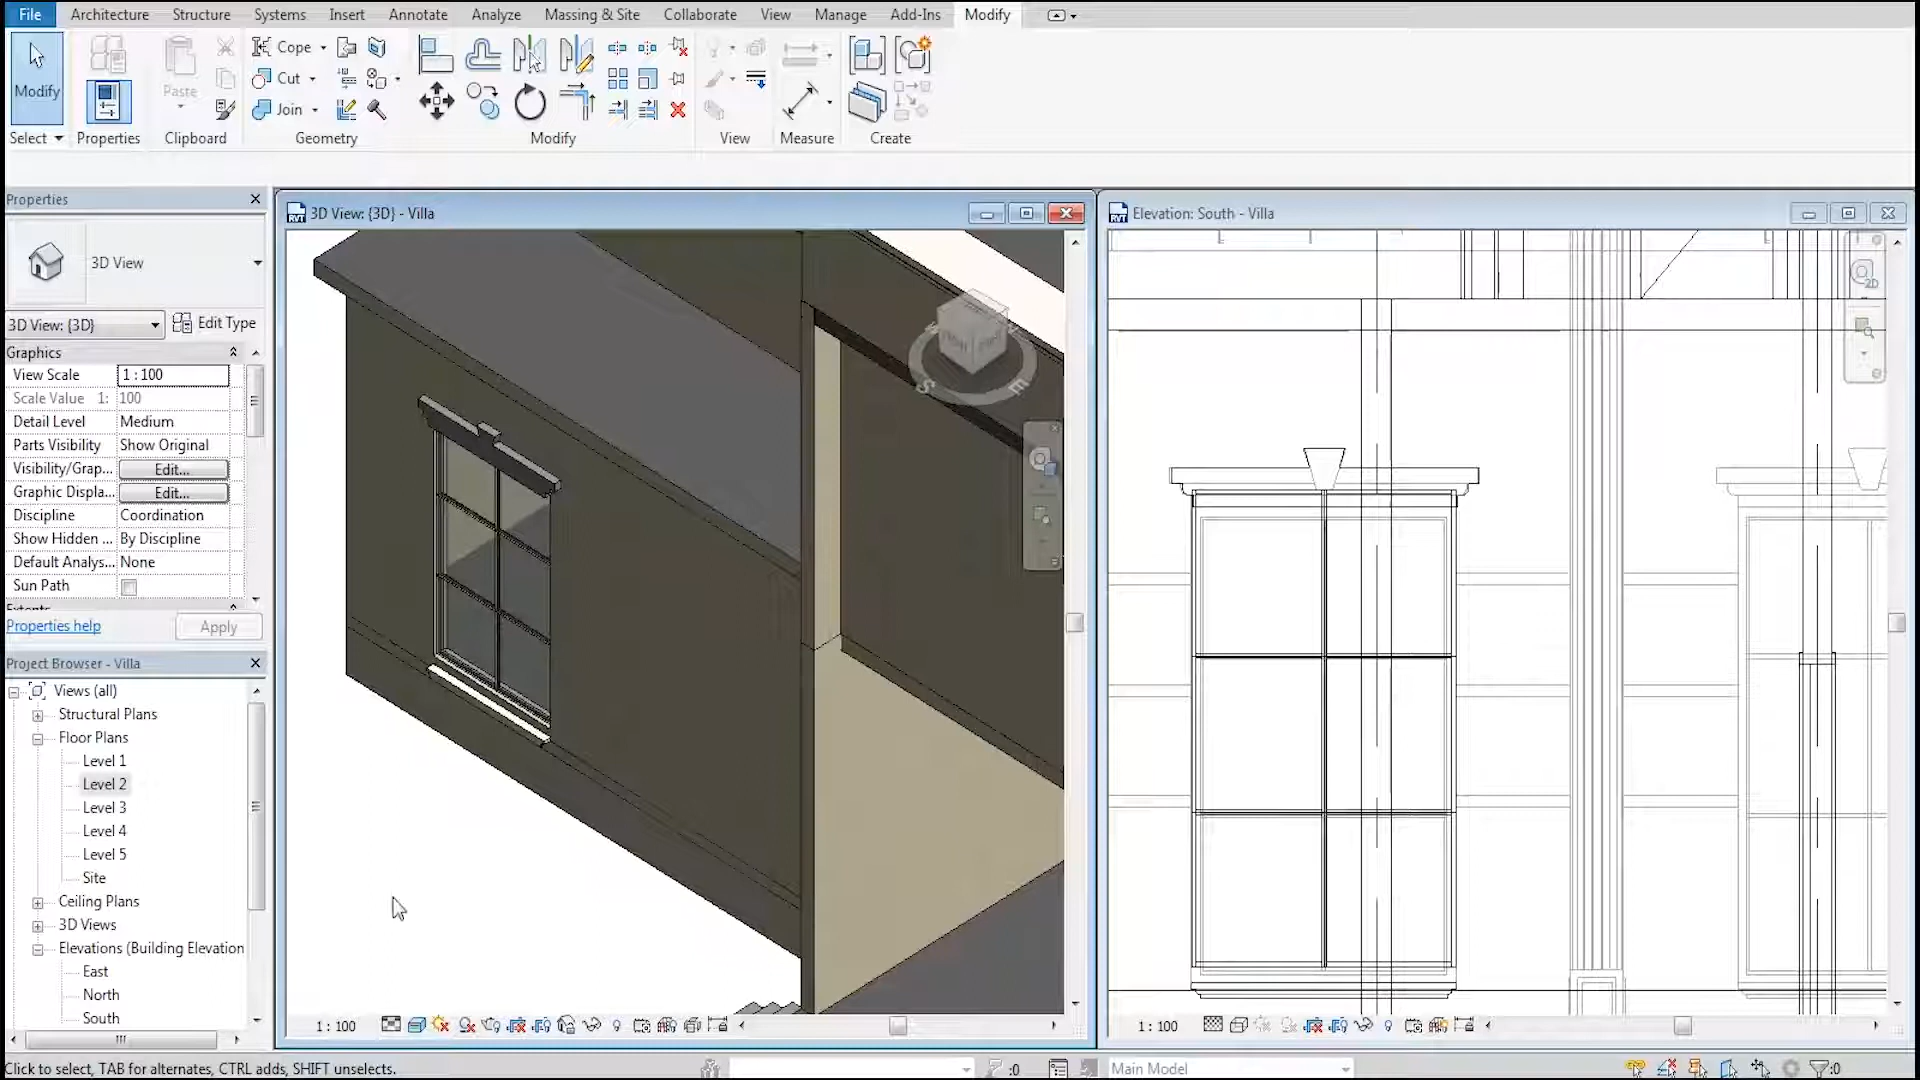 File Architecture Structure Systems Insert Annotate Analyze Massing & Site Collaborate View Manage Add-Ins Modify
Modify
Paste
Cope
Cut
Join
Select Properties Clipboard Geometry Modify View Measure Create
Properties
3D View
3D View: {3D} Edit Type
Graphics
View Scale 1 : 100
Scale Value 1: 100
Detail Level Medium
Parts Visibility Show Original
Visibility/Grap... Edit...
Graphic Displa... Edit...
Discipline Coordination
Show Hidden ... By Discipline
Default Analys... None
Sun Path
Extents
Properties help Apply
Project Browser - Villa
Views (all)
Structural Plans
Floor Plans
Level 1
Level 2
Level 3
Level 4
Level 5
Site
Ceiling Plans
3D Views
Elevations (Building Elevation
East
North
South
3D View: {3D} - Villa
S E
1 : 100
Elevation: South - Villa
2D
1 : 100
Click to select, TAB for alternates, CTRL adds, SHIFT unselects.
:0
Main Model
:0